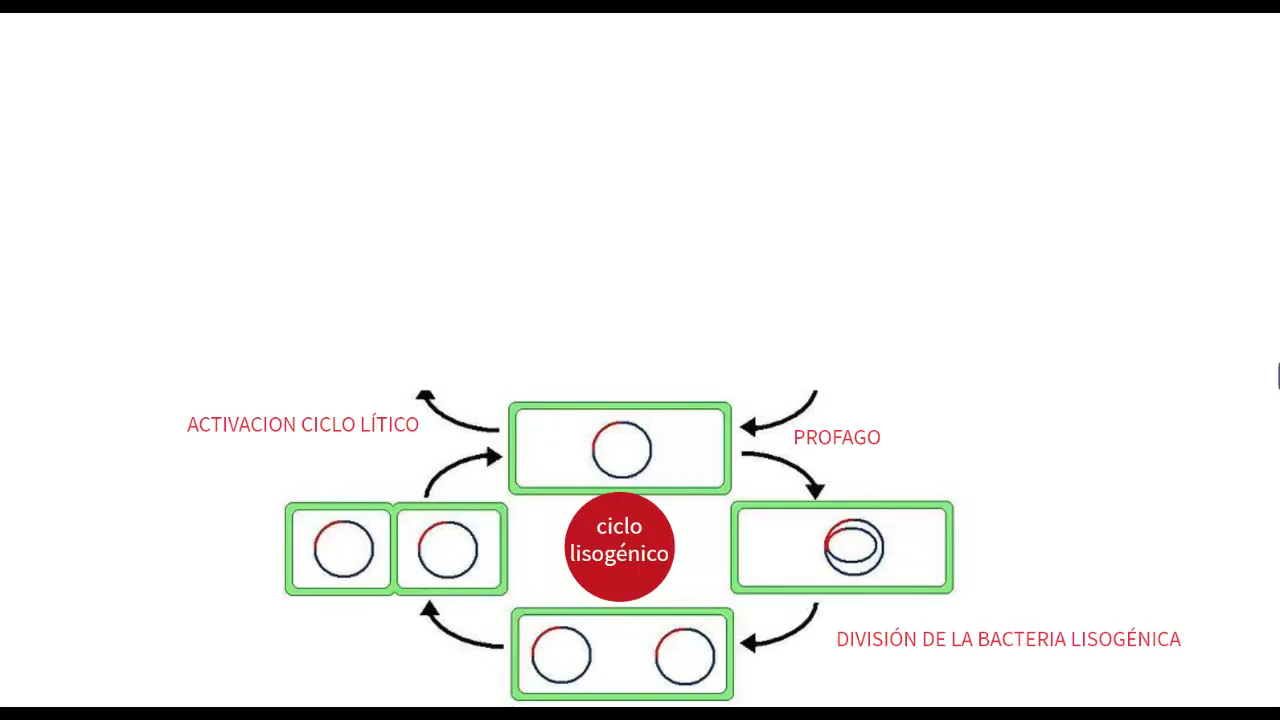 ACTIVACION CICLO LÍTICO
PROFAGO
ciclo
lisogénico
DIVISIÓN DE LA BACTERIA LISOGÉNICA